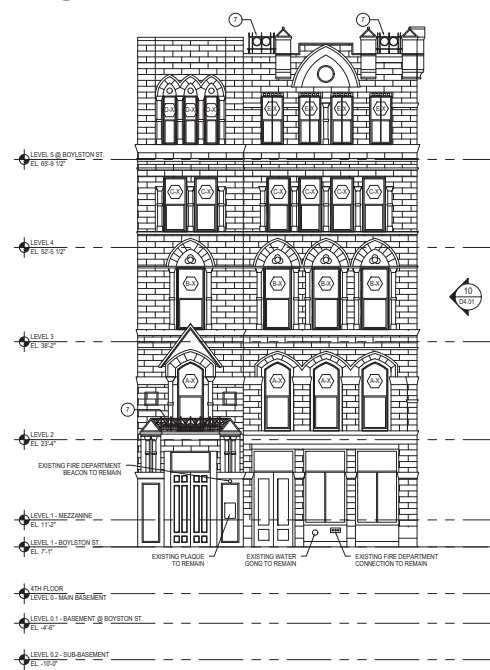 7 7
D-X D-X D-X E-X E-X E-X E-X
LEVEL 5 @ BOYLSTON ST.
EL. 65'-9 1/2"
C-X C-X C-X C-X C-X C-X
LEVEL 4
EL. 52'-5 1/2"
B-X B-X B-X B-X
10
D4.01
LEVEL 3
EL. 38'-2"
A-X A-X A-X A-X
7
LEVEL 2
EL. 23'-4"
EXISTING FIRE DEPARTMENT
BEACON TO REMAIN
LEVEL 1 - MEZZANINE
EL. 11'-2"
LEVEL 1 - BOYLSTON ST.
EL. 7'-1"
EXISTING PLAQUE
TO REMAIN
EXISTING WATER
GONG TO REMAIN
EXISTING FIRE DEPARTMENT
CONNECTION TO REMAIN
4TH FLOOR
LEVEL 0 - MAIN BASEMENT
LEVEL 0.1 - BASEMENT @ BOYSTON ST.
EL. -4'-6"
LEVEL 0.2 - SUB-BASEMENT
EL. -10'-0"